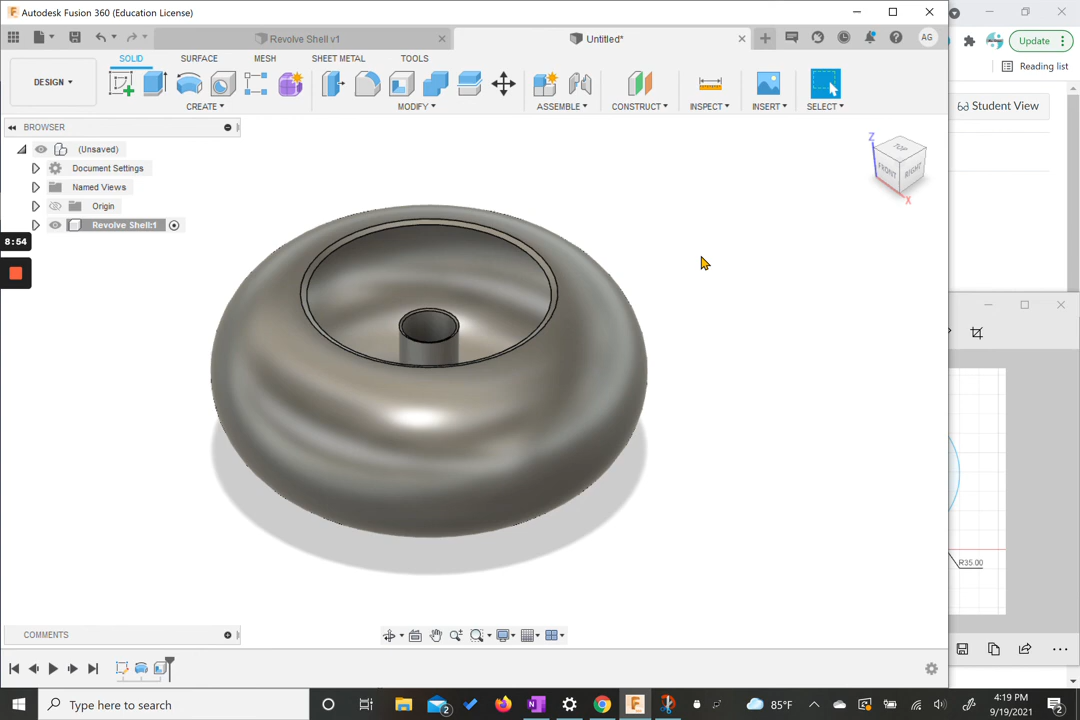 Autodesk Fusion 360 (Education License)
Revolve Shell v1
Untitled*
AG
Update
Reading list
Student View
DESIGN
SOLID
SURFACE
MESH
SHEET METAL
TOOLS
CREATE
MODIFY
ASSEMBLE
CONSTRUCT
INSPECT
INSERT
SELECT
BROWSER
(Unsaved)
Document Settings
Named Views
Origin
Revolve Shell:1
8:54
Z
TOP
FRONT
RIGHT
X
R35.00
COMMENTS
Type here to search
2
85°F
4:19 PM
9/19/2021
2